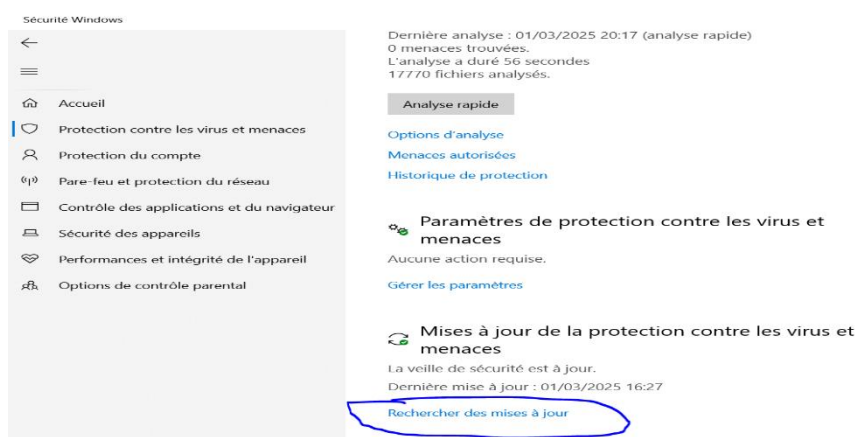 Sécurité Windows
Accueil
Protection contre les virus et menaces
Protection du compte
Pare-feu et protection du réseau
Contrôle des applications et du navigateur
Sécurité des appareils
Performances et intégrité de l'appareil
Options de contrôle parental
Dernière analyse : 01/03/2025 20:17 (analyse rapide)
0 menaces trouvées.
L'analyse a duré 56 secondes
17770 fichiers analysés.
Analyse rapide
Options d'analyse
Menaces autorisées
Historique de protection
Paramètres de protection contre les virus et
menaces
Aucune action requise.
Gérer les paramètres
Mises à jour de la protection contre les virus et
menaces
La veille de sécurité est à jour.
Dernière mise à jour : 01/03/2025 16:27
Rechercher des mises à jour